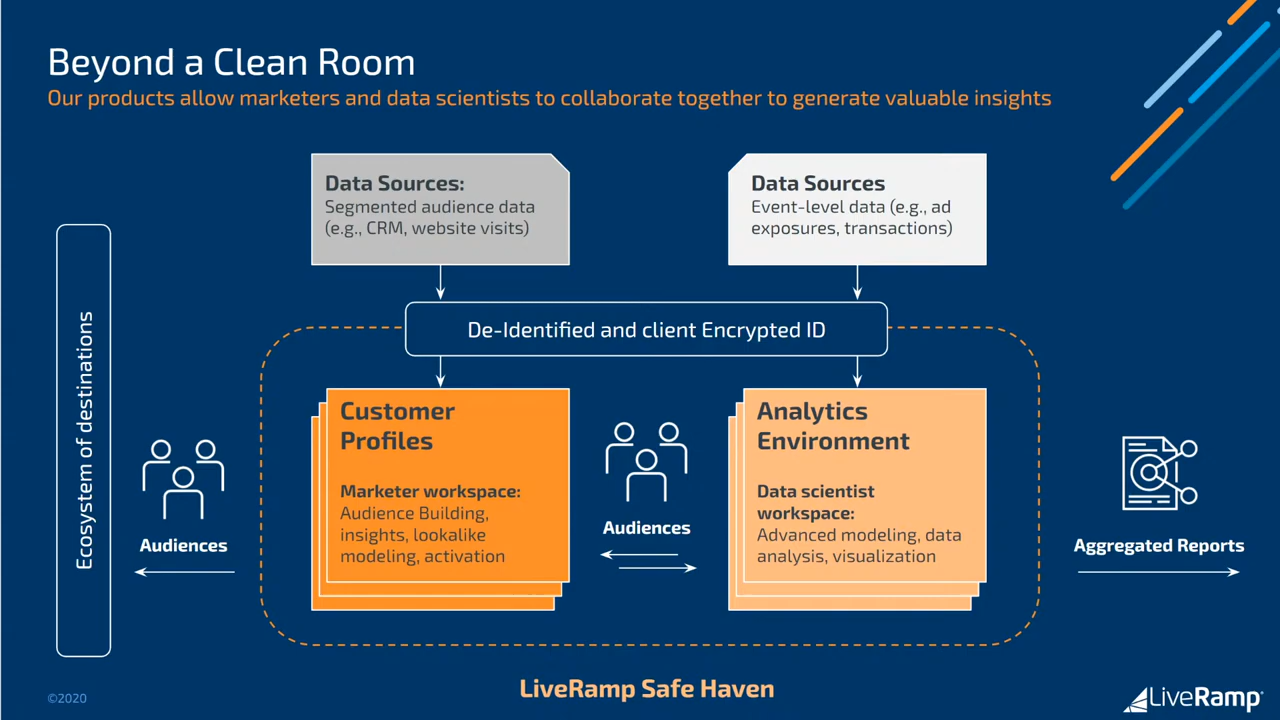 Beyond a Clean Room
Our products allow marketers and data scientists to collaborate together to generate valuable insights
Data Sources:
Segmented audience data
(e.g., CRM, website visits)
Data Sources
Event-level data (e.g., ad
exposures, transactions)
De-Identified and client Encrypted ID
Ecosystem of destinations
Audiences
Customer
Profiles
Marketer workspace:
Audience Building,
insights, lookalike
modeling, activation
Audiences
Analytics
Environment
Data scientist
workspace:
Advanced modeling, data
analysis, visualization
Aggregated Reports
LiveRamp Safe Haven
©2020
LiveRamp